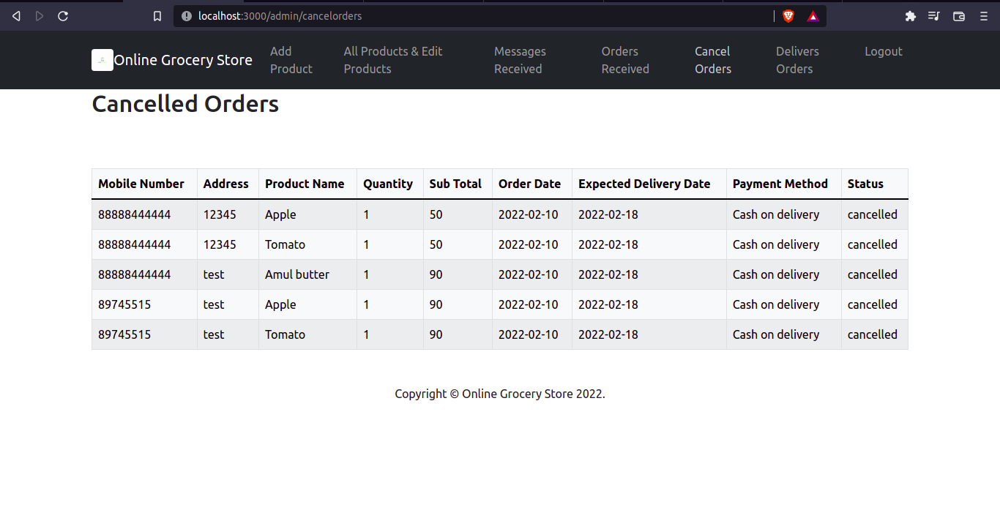 localhost:3000/admin/cancelorders
Online Grocery Store
Add Product
All Products & Edit Products
Messages Received
Orders Received
Cancel Orders
Delivers Orders
Logout
Cancelled Orders
Mobile Number Address Product Name Quantity Sub Total Order Date Expected Delivery Date Payment Method Status
88888444444 12345 Apple 1 50 2022-02-10 2022-02-18 Cash on delivery cancelled
88888444444 12345 Tomato 1 50 2022-02-10 2022-02-18 Cash on delivery cancelled
88888444444 test Amul butter 1 90 2022-02-10 2022-02-18 Cash on delivery cancelled
89745515 test Apple 1 90 2022-02-10 2022-02-18 Cash on delivery cancelled
89745515 test Tomato 1 90 2022-02-10 2022-02-18 Cash on delivery cancelled
Copyright © Online Grocery Store 2022.